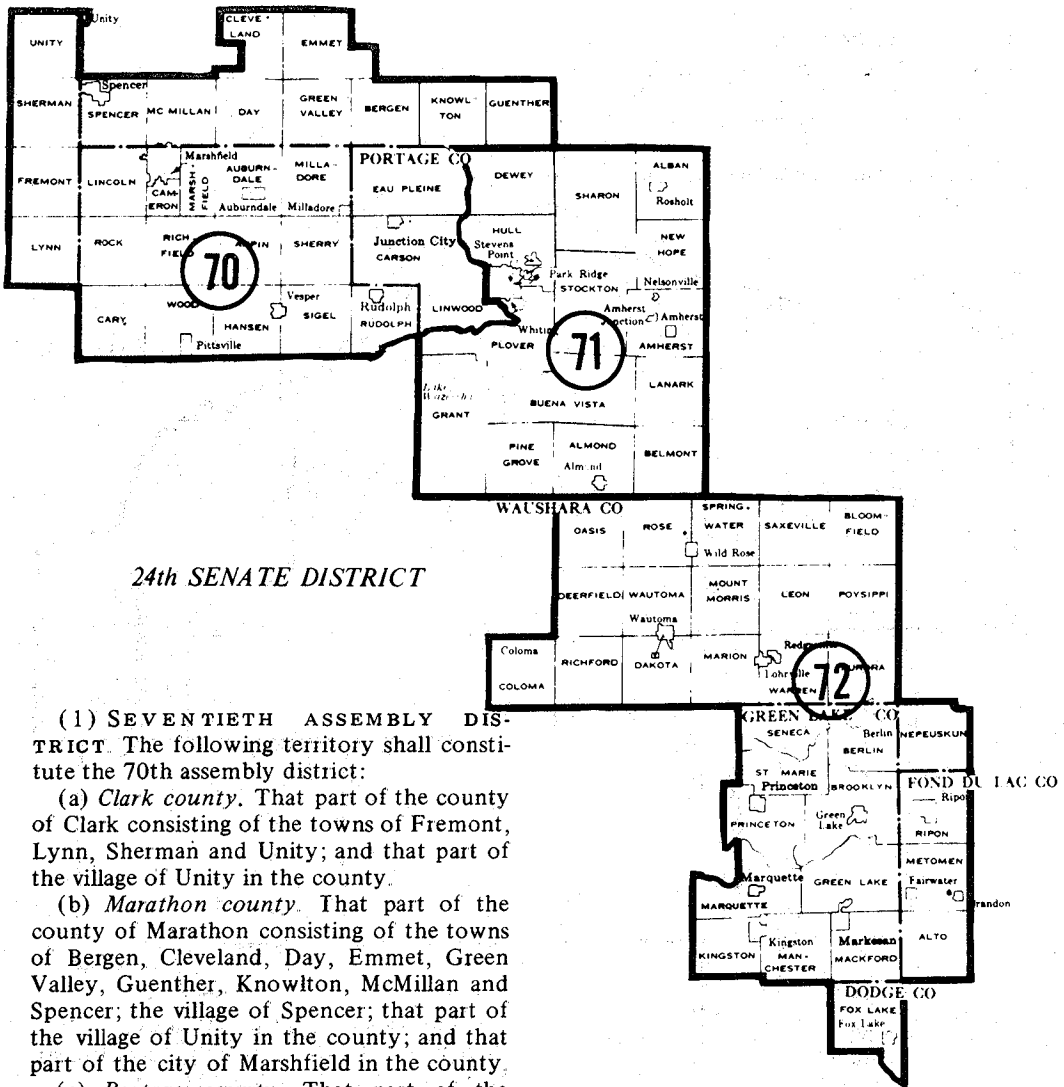 Unity
CLEVE-
LAND
UNITY
EMMET
Spencer
SHERMAN
SPENCER
MC MILLAN
DAY
GREEN
VALLEY
BERGEN
KNOWL-
TON
GUENTHER
Marshfield
PORTAGE CO
FREMONT
LINCOLN
CAM-
ERON
MARSH-
FIELD
AUBURN-
DALE
Auburndale
MILLA-
DORE
Milladore
EAU PLEINE
DEWEY
SHARON
ALBAN
Rosholt
LYNN
ROCK
RICH-
FIELD
70
SHERRY
Junction City
CARSON
HULL
Stevens
Point
Park Ridge
STOCKTON
NEW
HOPE
Nelsonville
CARY
WOOD
HANSEN
Vesper
SIGEL
Pittsville
Rudolph
RUDOLPH
LINWOOD
PLOVER
71
Amherst
Amherst
AMHERST
LANARK
GRANT
BUENA VISTA
PINE
GROVE
ALMOND
Almond
BELMONT
WAUSHARA CO
OASIS
ROSE
SPRING-
WATER
SAXEVILLE
BLOOM-
FIELD
Wild Rose
DEERFIELD
WAUTOMA
MOUNT
MORRIS
LEON
POYSIPPI
Wautoma
Coloma
COLOMA
RICHFORD
DAKOTA
MARION
Lohrville
WARREN
72
24th SENATE DISTRICT
GREEN LAKE CO
SENECA
Berlin
BERLIN
NEPEUSKUN
ST MARIE
Princeton
BROOKLYN
FOND DU LAC CO
PRINCETON
Green
Lake
RIPON
METOMEN
Marquette
GREEN LAKE
Fairwater
MARQUETTE
KINGSTON
Kingston
MAN-
CHESTER
Markesan
MACKFORD
ALTO
DODGE CO
FOX LAKE
Fox Lake
(1) SEVENTIETH ASSEMBLY DIS-
TRICT. The following territory shall consti-
tute the 70th assembly district:
(a) Clark county. That part of the county
of Clark consisting of the towns of Fremont,
Lynn, Sherman and Unity; and that part of
the village of Unity in the county.
(b) Marathon county. That part of the
county of Marathon consisting of the towns
of Bergen, Cleveland, Day, Emmet, Green
Valley, Guenther, Knowlton, McMillan and
Spencer; the village of Spencer; that part of
the village of Unity in the county; and that
part of the city of Marshfield in the county.